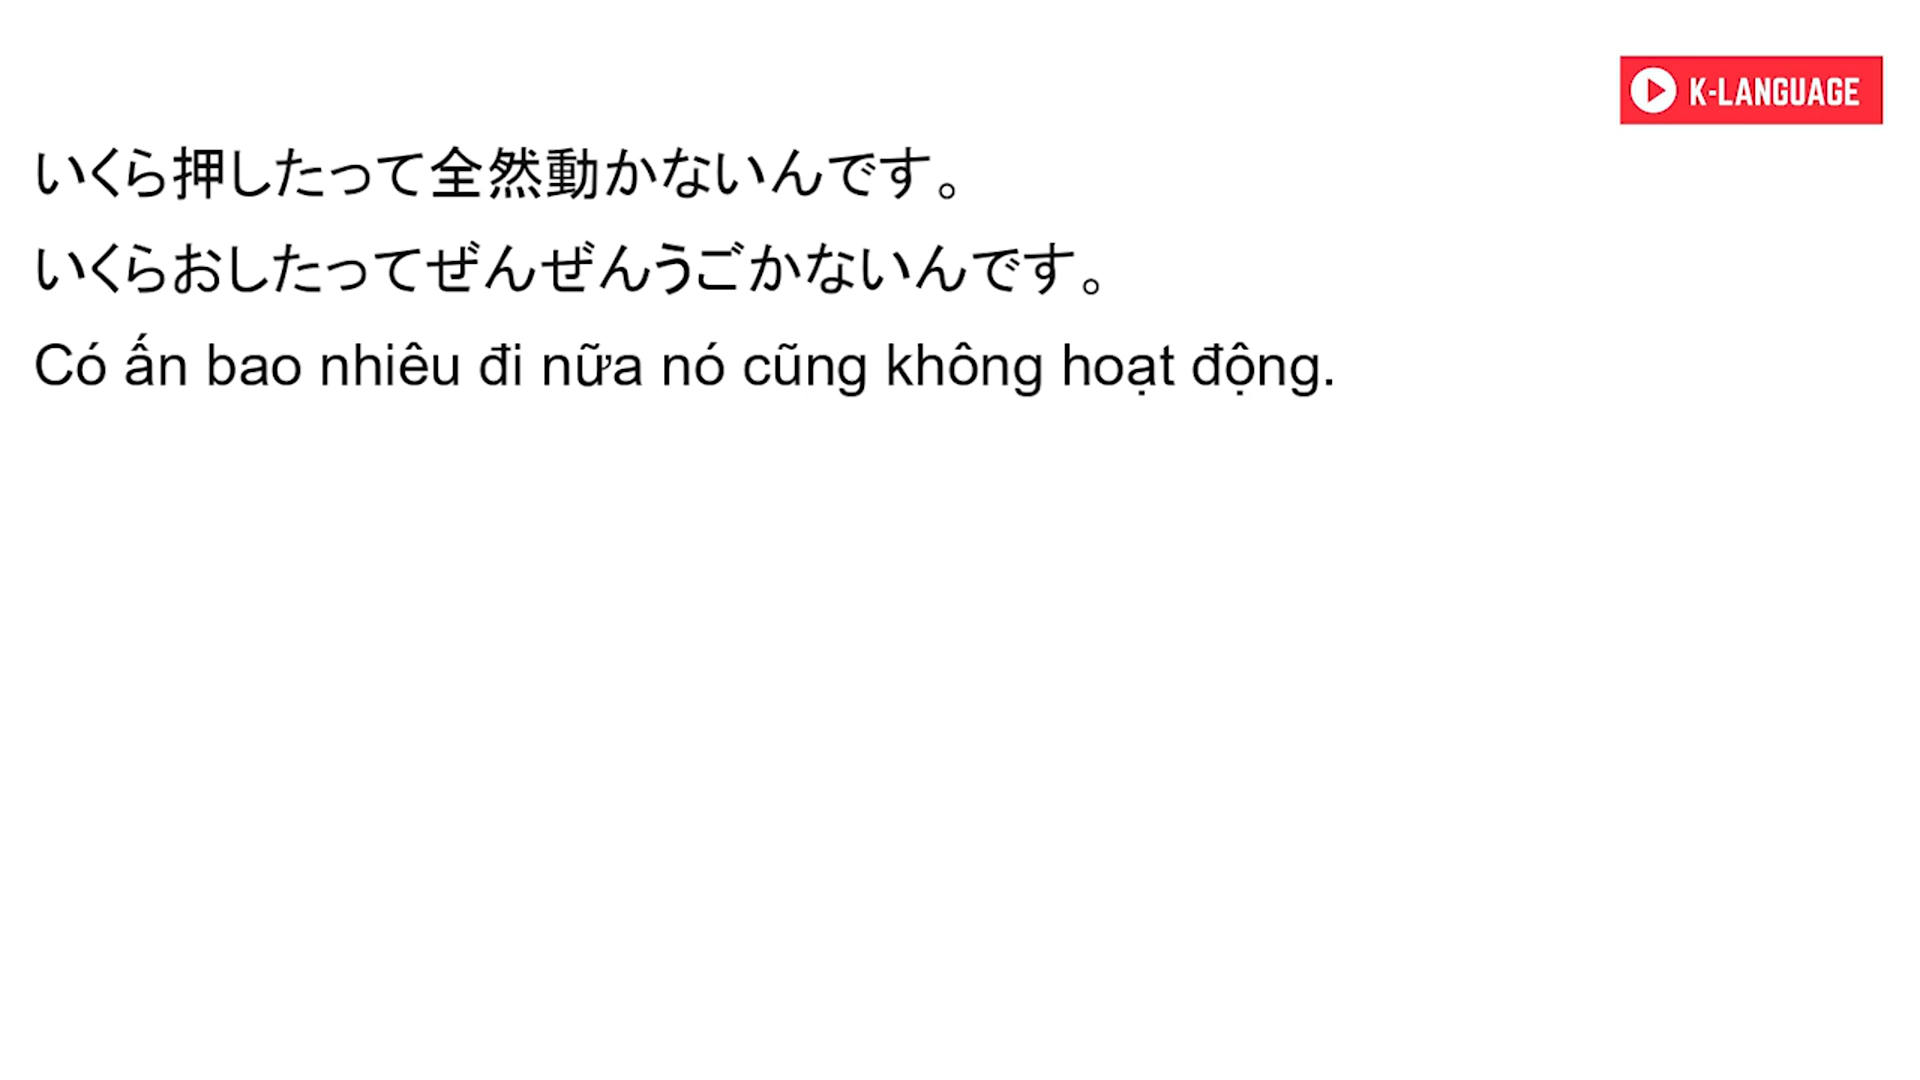 K-LANGUAGE
いくら押したって全然動かないんです。
いくらおしたってぜんぜんうごかないんです。
Có ấn bao nhiêu đi nữa nó cũng không hoạt động.